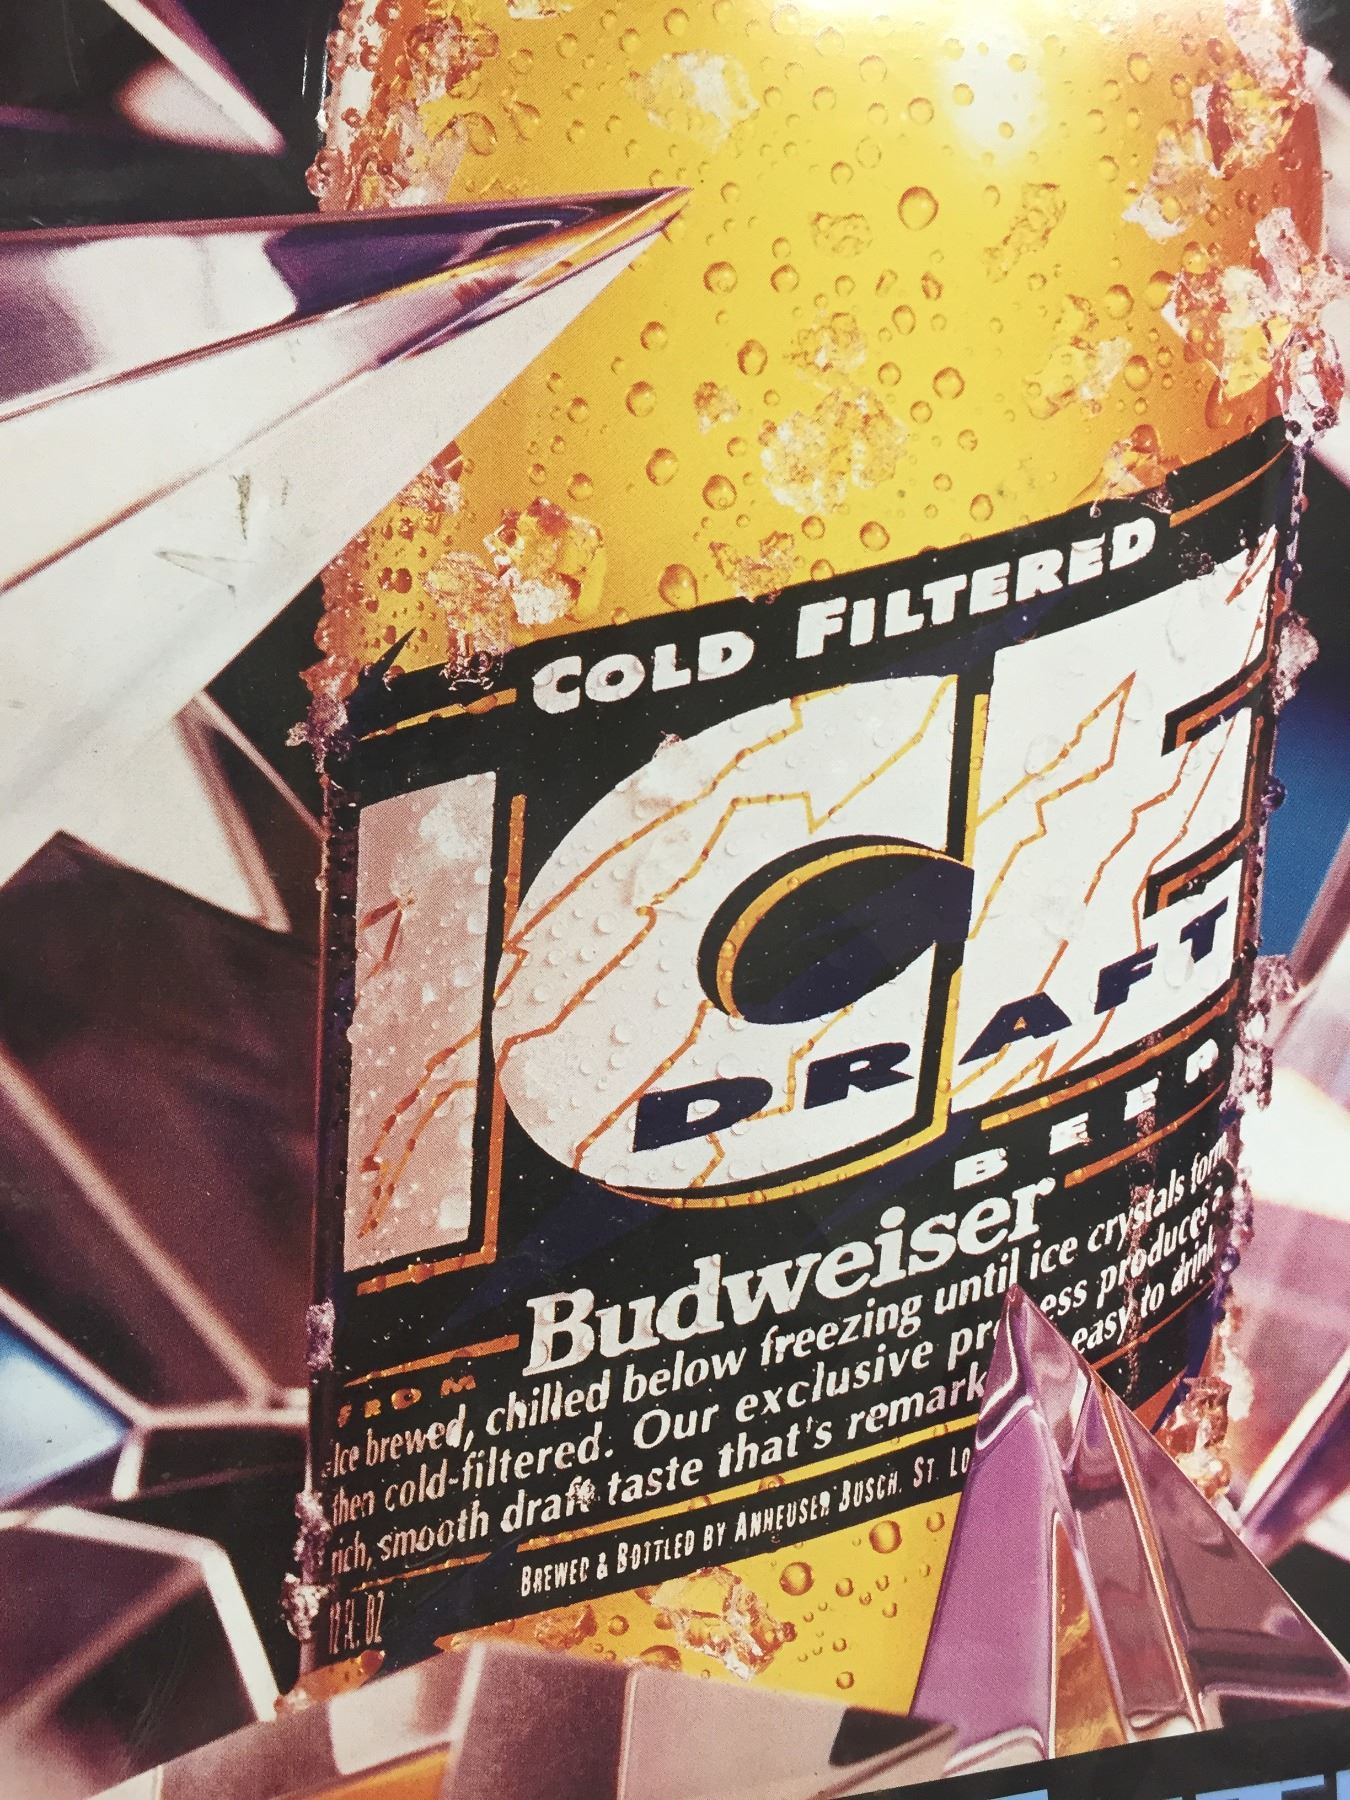 COLD FILTERED
ICE
DRAFT
BEER
FROM Budweiser
Ice brewed, chilled below freezing until ice crystals form,
then cold-filtered. Our exclusive process produces a
rich, smooth draft taste that's remark easy to drink.
BREWED & BOTTLED BY ANHEUSER BUSCH, ST. LO
12 FL. OZ